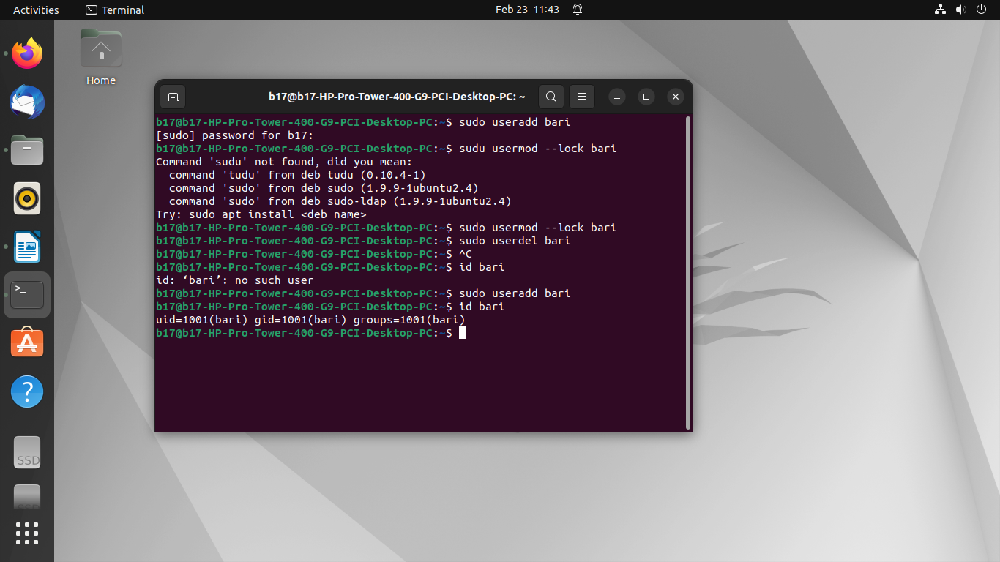 Activities
Terminal
Feb 23 11:43
Home
b17@b17-HP-Pro-Tower-400-G9-PCI-Desktop-PC: ~
b17@b17-HP-Pro-Tower-400-G9-PCI-Desktop-PC:~$ sudo useradd bari
[sudo] password for b17:
b17@b17-HP-Pro-Tower-400-G9-PCI-Desktop-PC:~$ sudu usermod --lock bari
Command 'sudu' not found, did you mean:
  command 'tudu' from deb tudu (0.10.4-1)
  command 'sudo' from deb sudo (1.9.9-1ubuntu2.4)
  command 'sudo' from deb sudo-ldap (1.9.9-1ubuntu2.4)
Try: sudo apt install <deb name>
b17@b17-HP-Pro-Tower-400-G9-PCI-Desktop-PC:~$ sudo usermod --lock bari
b17@b17-HP-Pro-Tower-400-G9-PCI-Desktop-PC:~$ sudo userdel bari
b17@b17-HP-Pro-Tower-400-G9-PCI-Desktop-PC:~$ ^C
b17@b17-HP-Pro-Tower-400-G9-PCI-Desktop-PC:~$ id bari
id: ‘bari’: no such user
b17@b17-HP-Pro-Tower-400-G9-PCI-Desktop-PC:~$ sudo useradd bari
b17@b17-HP-Pro-Tower-400-G9-PCI-Desktop-PC:~$ id bari
uid=1001(bari) gid=1001(bari) groups=1001(bari)
b17@b17-HP-Pro-Tower-400-G9-PCI-Desktop-PC:~$
>_
?
SSD
SSD